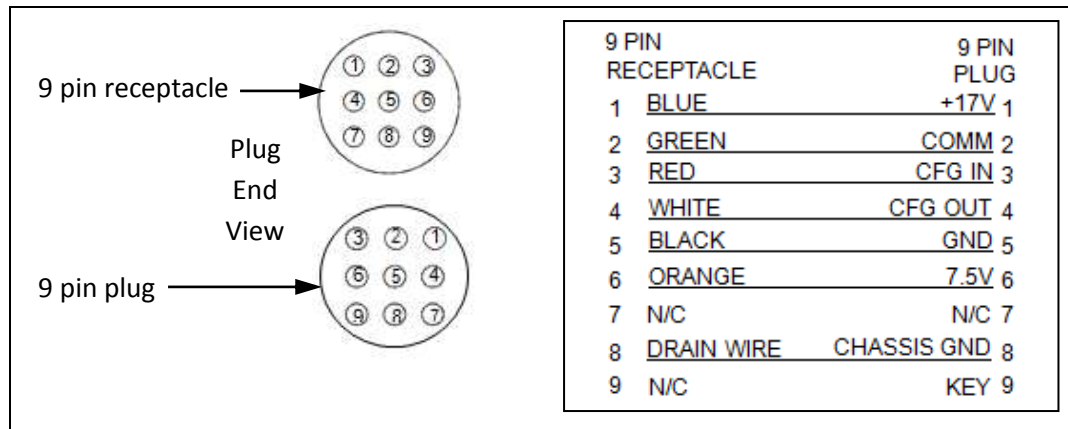 9 pin receptacle
1 2 3
4 5 6
7 8 9
Plug
End
View
9 pin plug
3 2 1
6 5 4
9 8 7
9 PIN RECEPTACLE 9 PIN PLUG
1 BLUE +17V 1
2 GREEN COMM 2
3 RED CFG IN 3
4 WHITE CFG OUT 4
5 BLACK GND 5
6 ORANGE 7.5V 6
7 N/C N/C 7
8 DRAIN WIRE CHASSIS GND 8
9 N/C KEY 9